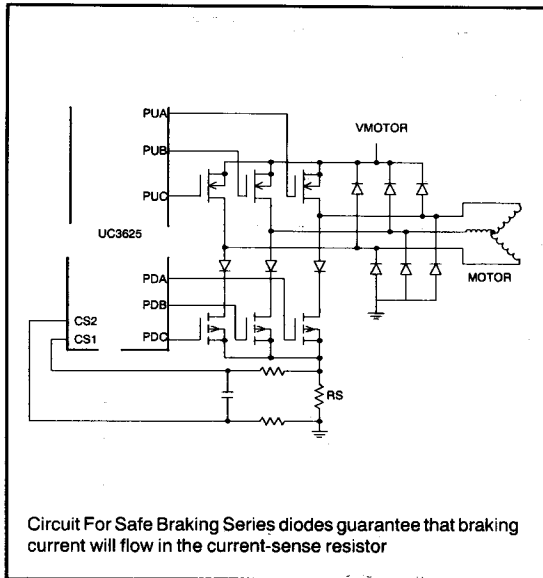 PUA
VMOTOR
PUB
PUC
UC3625
PDA
MOTOR
PDB
CS2
CS1
PDC
RS
Circuit For Safe Braking Series diodes guarantee that braking
current will flow in the current-sense resistor